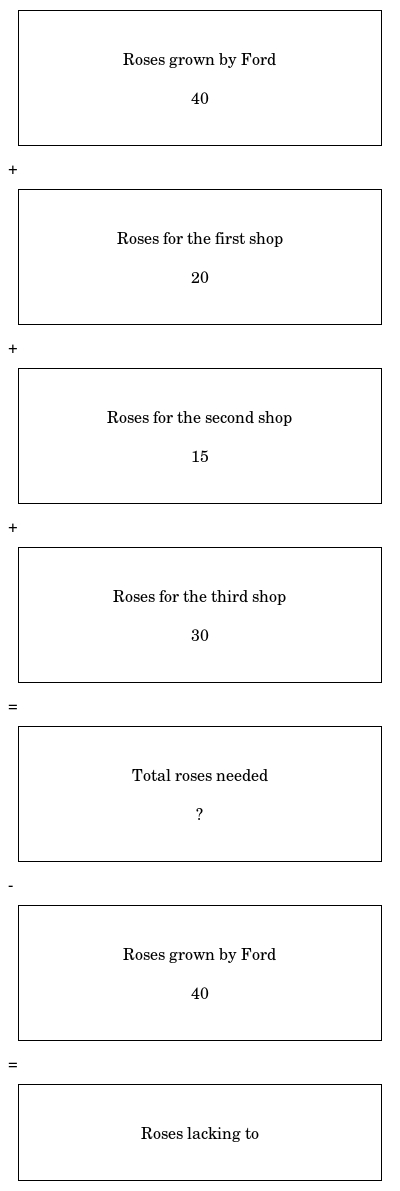 Roses grown by Ford
40
+
Roses for the first shop
20
+
Roses for the second shop
15
+
Roses for the third shop
30
=
Total roses needed
?
-
Roses grown by Ford
40
=
Roses lacking to